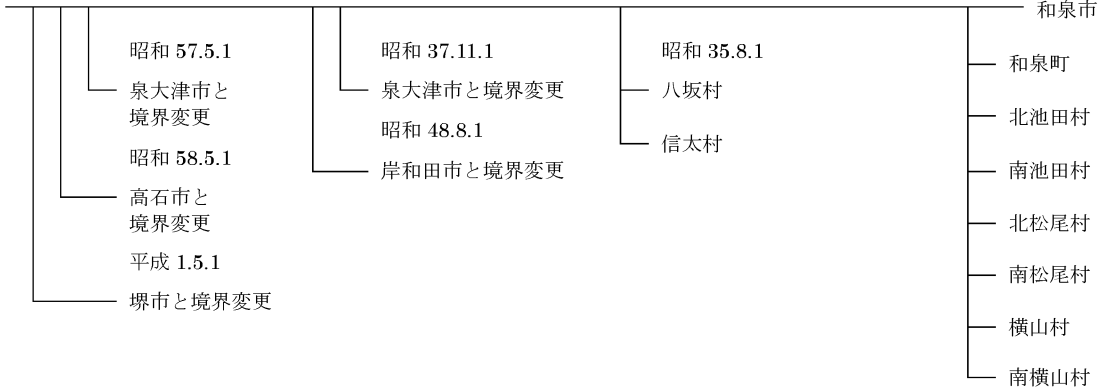 和泉市
和泉町
北池田村
南池田村
北松尾村
南松尾村
横山村
南横山村
昭和 35.8.1
八坂村
信太村
昭和 37.11.1
泉大津市と境界変更
昭和 48.8.1
岸和田市と境界変更
昭和 57.5.1
泉大津市と
境界変更
昭和 58.5.1
高石市と
境界変更
平成 1.5.1
堺市と境界変更